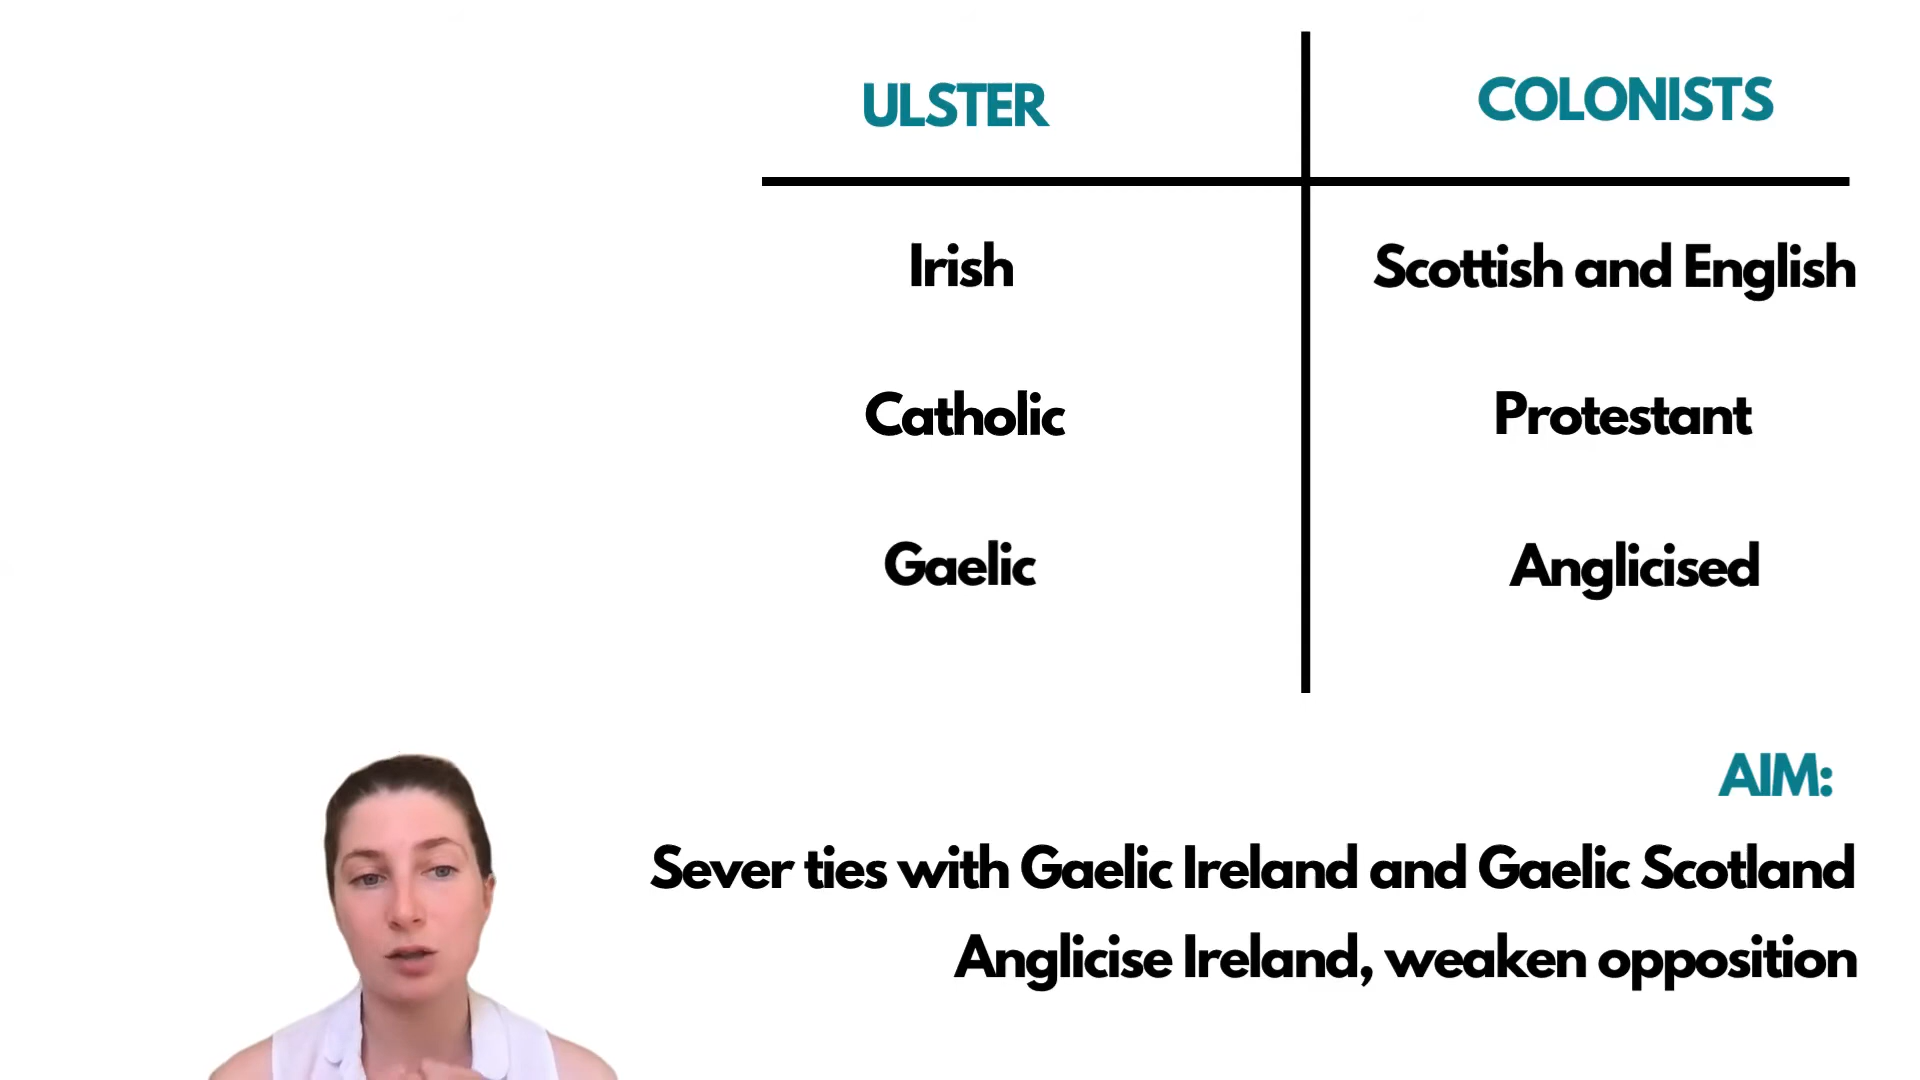 ULSTER COLONISTS
Irish Scottish and English
Catholic Protestant
Gaelic Anglicised
AIM:
Sever ties with Gaelic Ireland and Gaelic Scotland
Anglicise Ireland, weaken opposition